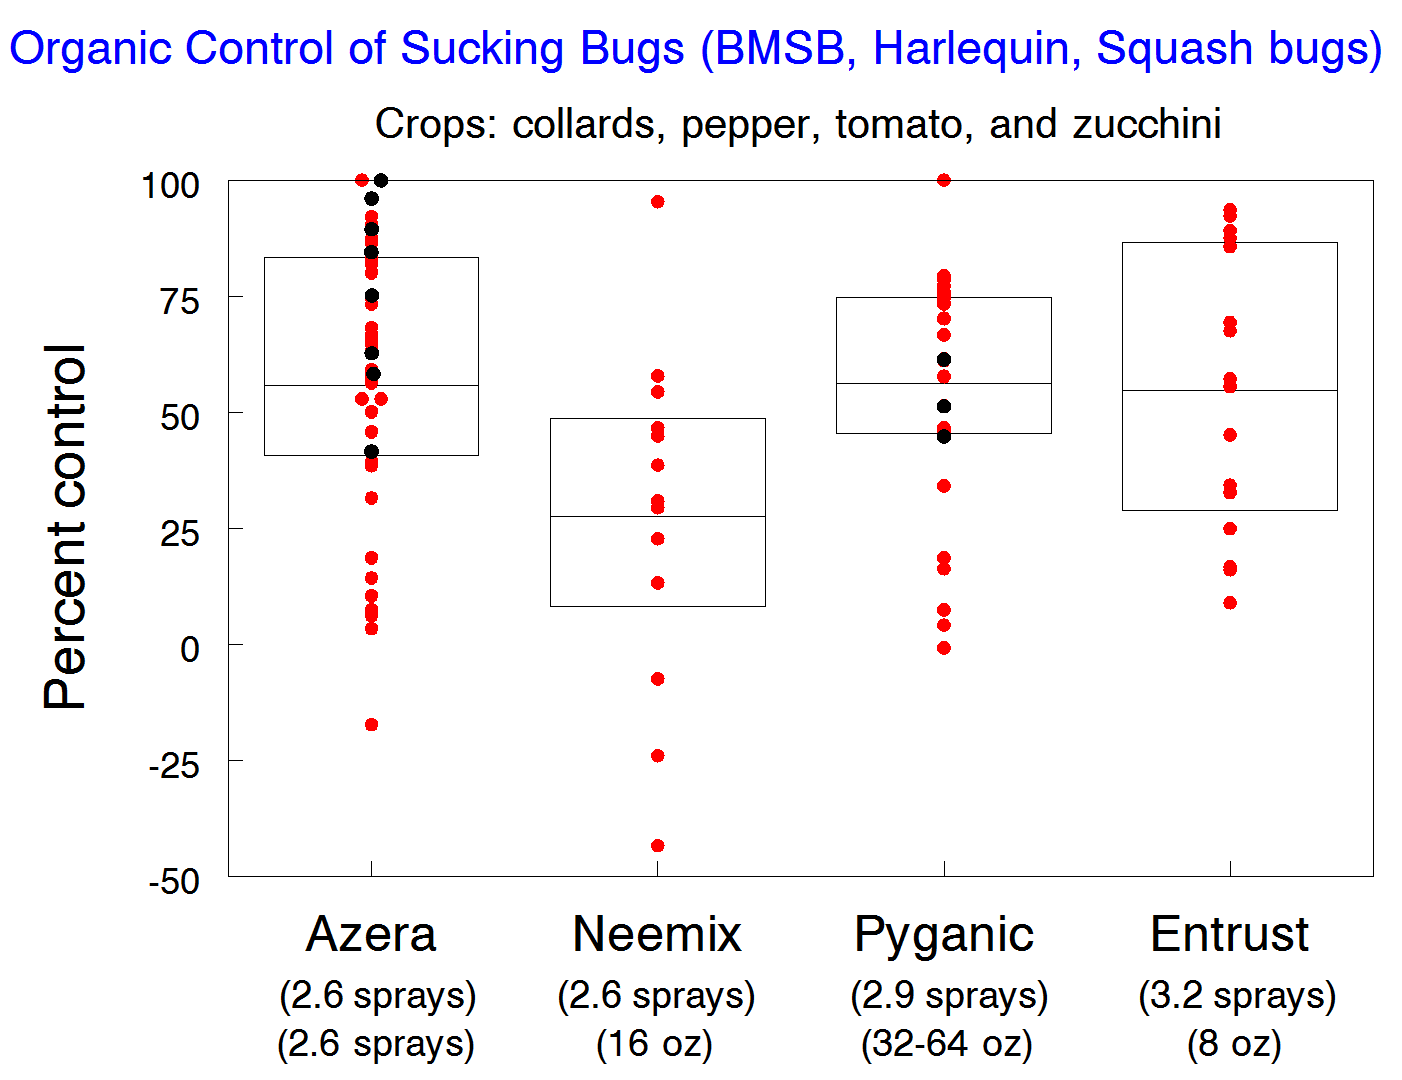 Organic Control of Sucking Bugs (BMSB, Harlequin, Squash bugs)
Crops: collards, pepper, tomato, and zucchini
Percent control
100
75
50
25
0
-25
-50
Azera Neemix Pyganic Entrust
(2.6 sprays) (2.6 sprays) (2.9 sprays) (3.2 sprays)
(2.6 sprays) (16 oz) (32-64 oz) (8 oz)